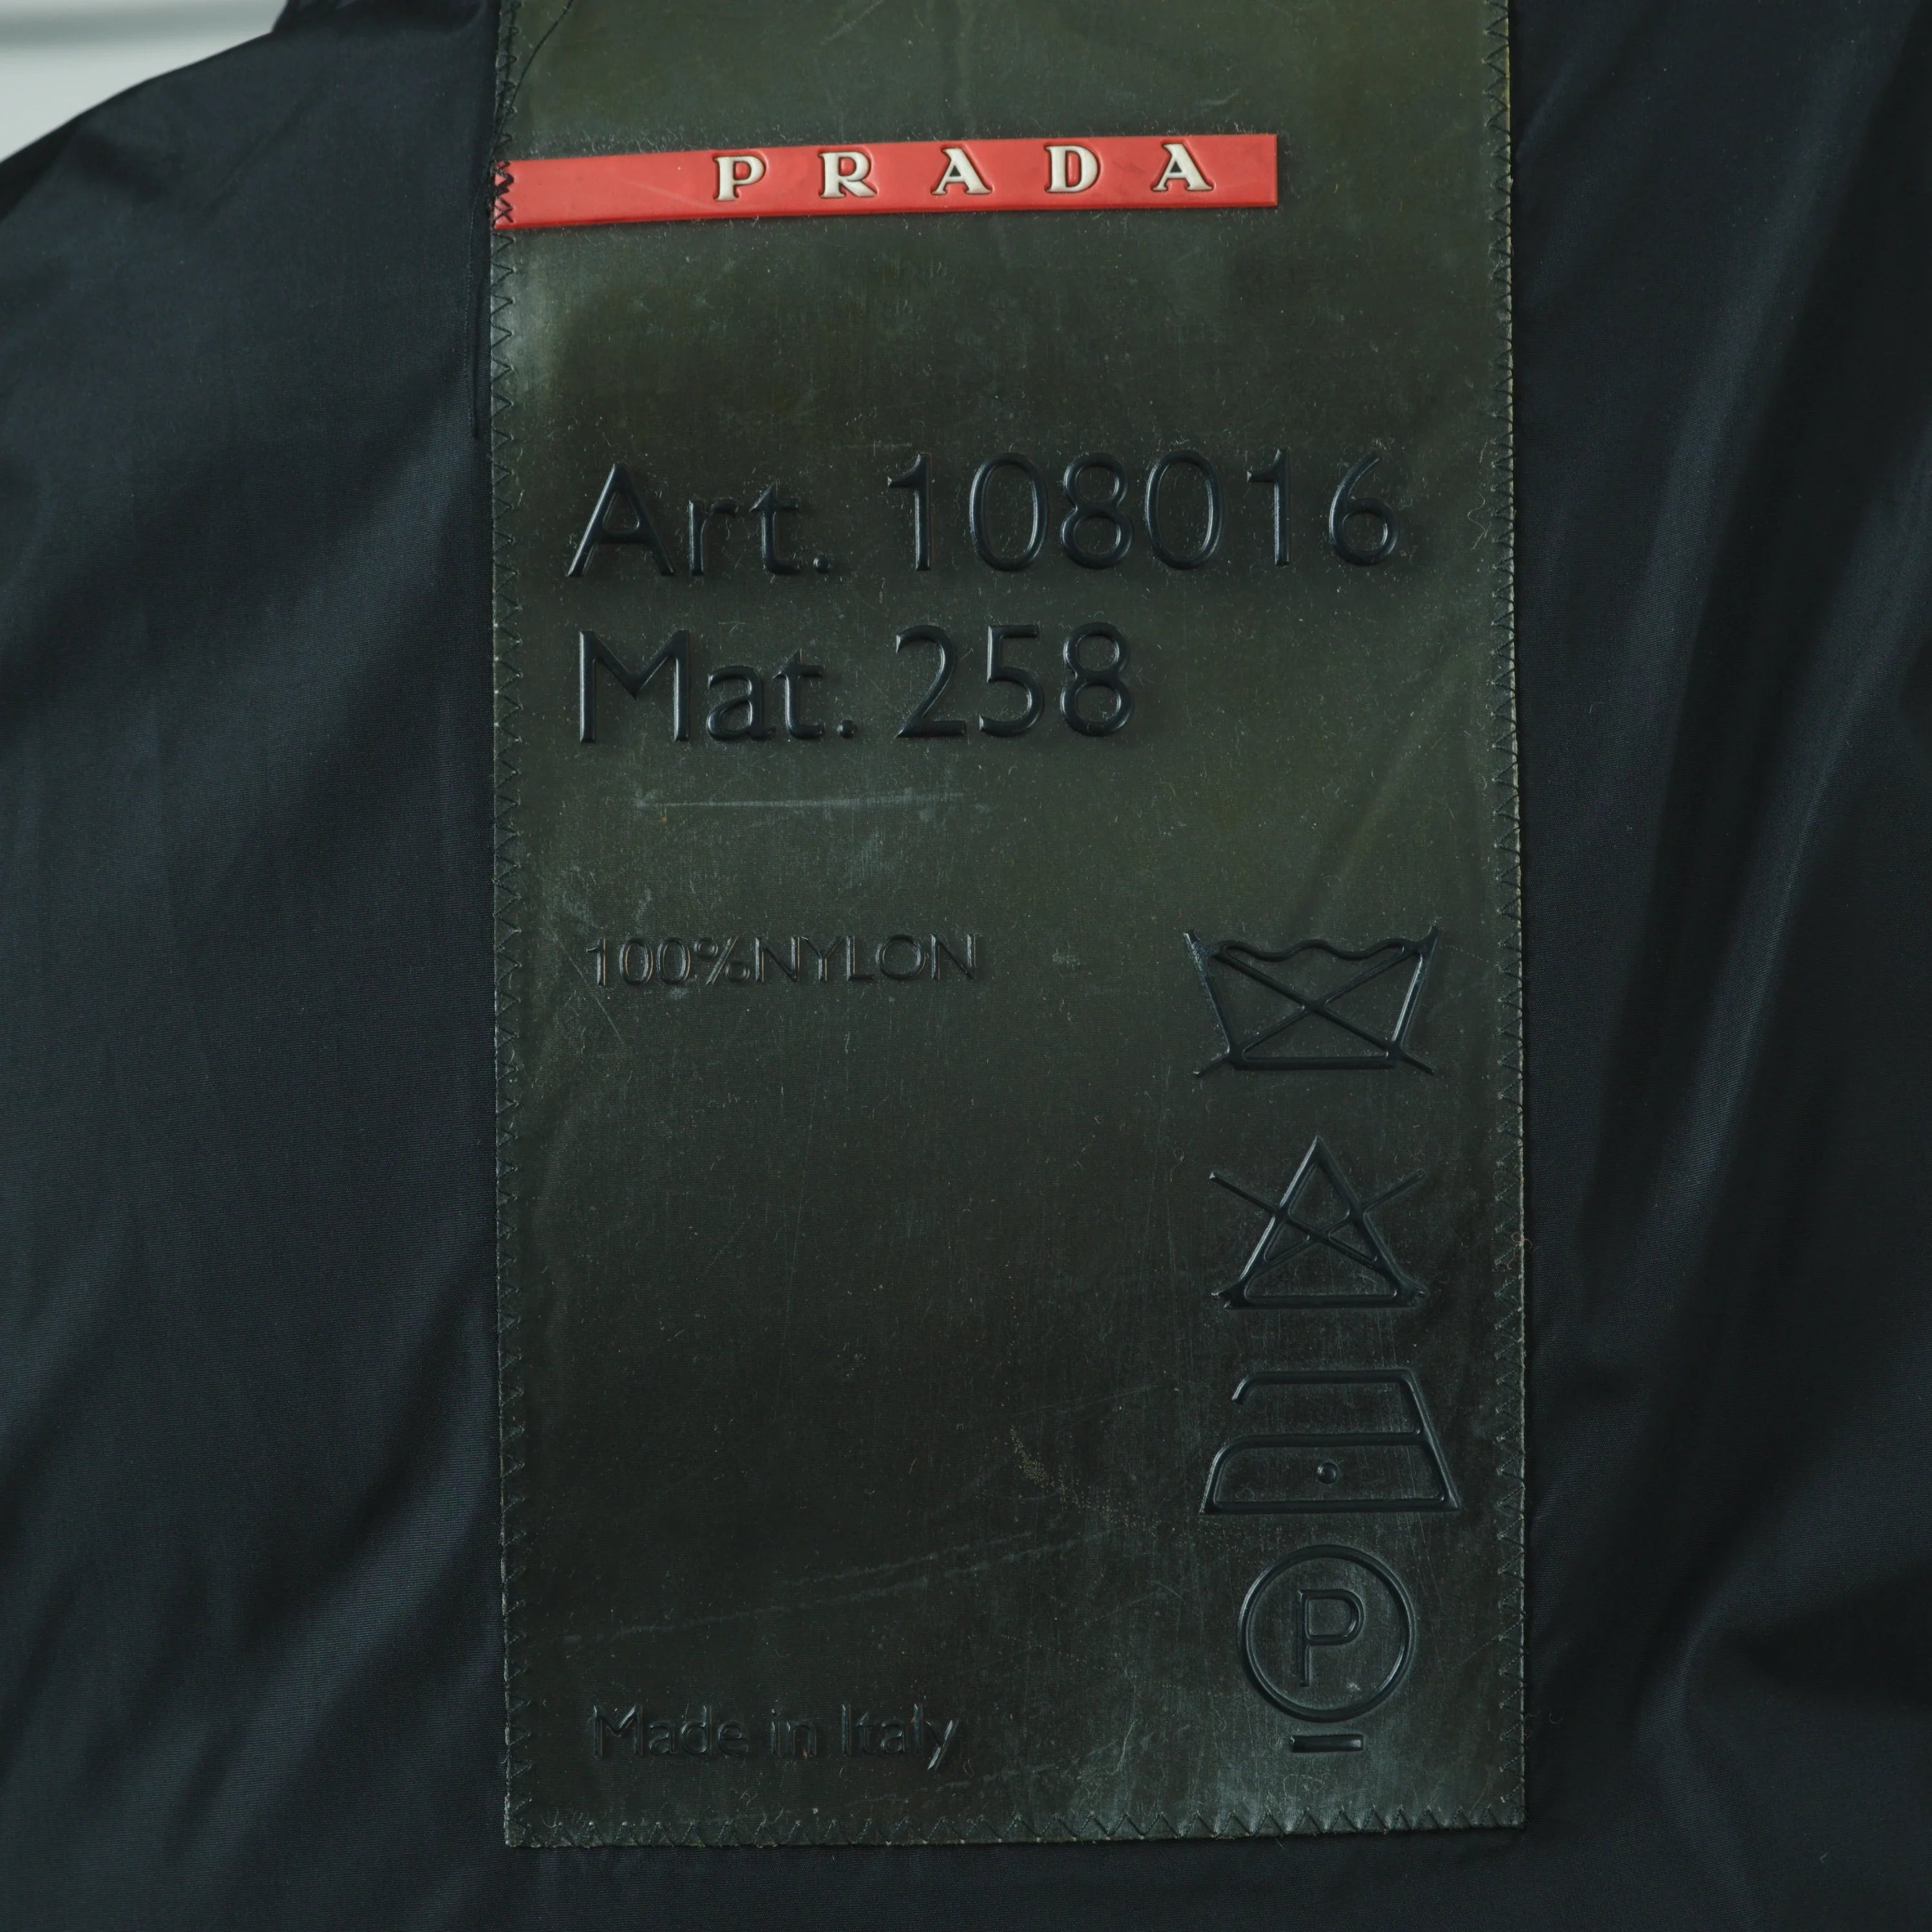 PRADA
Art. 108016
Mat. 258
100%NYLON
P
Made in Italy